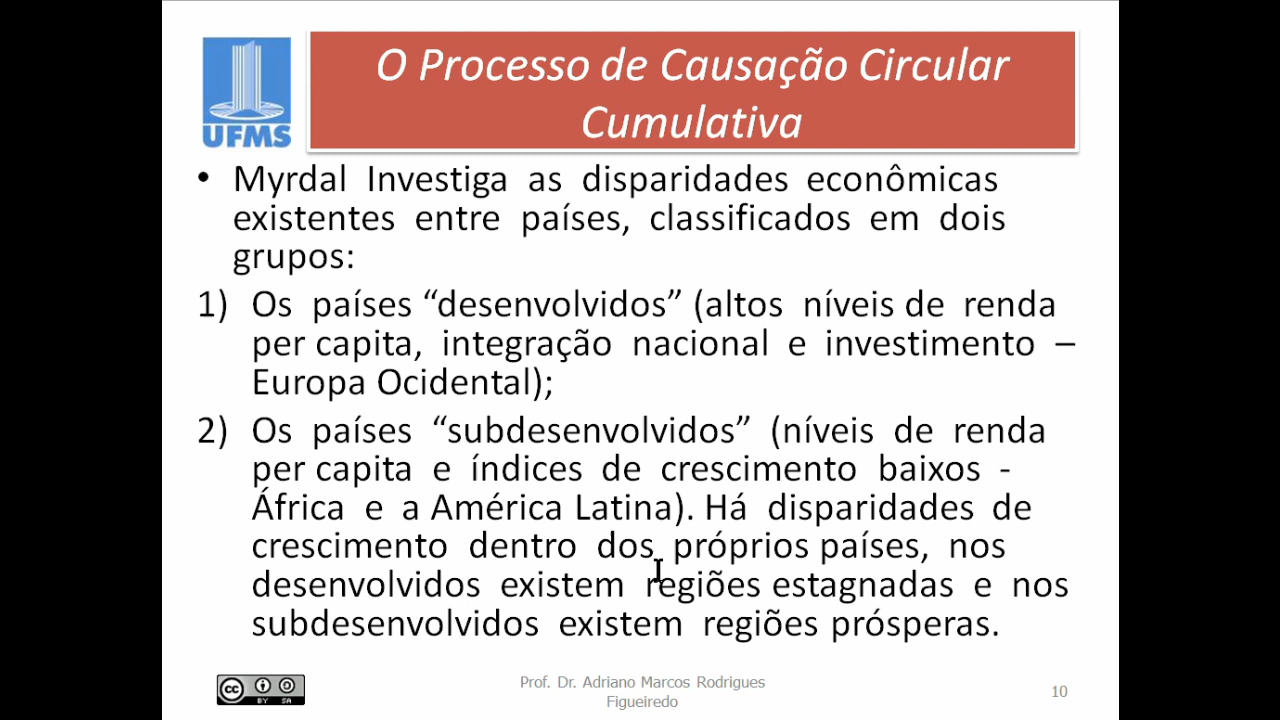 UFMS
O Processo de Causação Circular
Cumulativa
• Myrdal Investiga as disparidades econômicas
existentes entre países, classificados em dois
grupos:
1) Os países “desenvolvidos” (altos níveis de renda
per capita, integração nacional e investimento –
Europa Ocidental);
2) Os países “subdesenvolvidos” (níveis de renda
per capita e índices de crescimento baixos -
África e a América Latina). Há disparidades de
crescimento dentro dos próprios países, nos
desenvolvidos existem regiões estagnadas e nos
subdesenvolvidos existem regiões prósperas.
cc BY SA
Prof. Dr. Adriano Marcos Rodrigues
Figueiredo
10